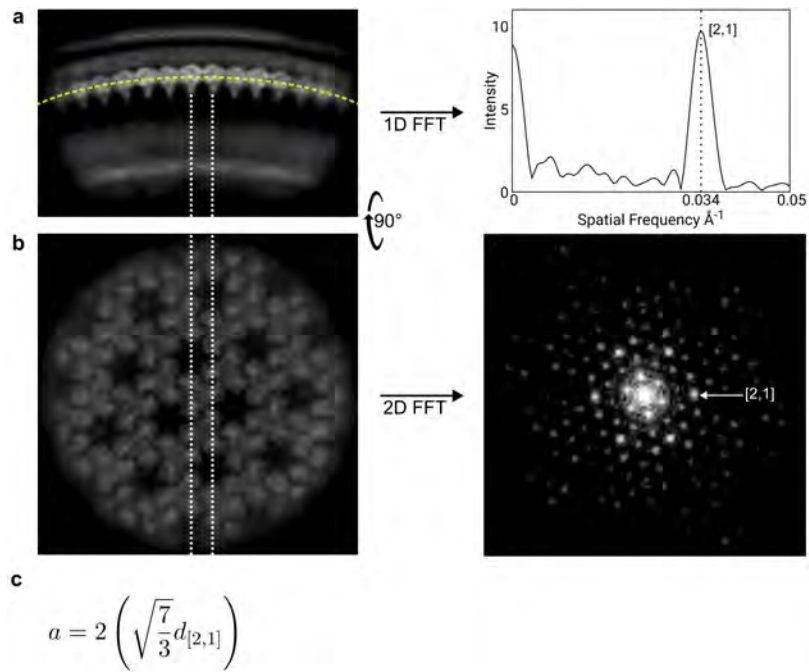 a
10
[2,1]
Intensity
5
0
0
0.034
0.05
Spatial Frequency Å⁻¹
1D FFT
90°
b
2D FFT
[2,1]
c
a = 2 ( √(7/3) d[2,1] )